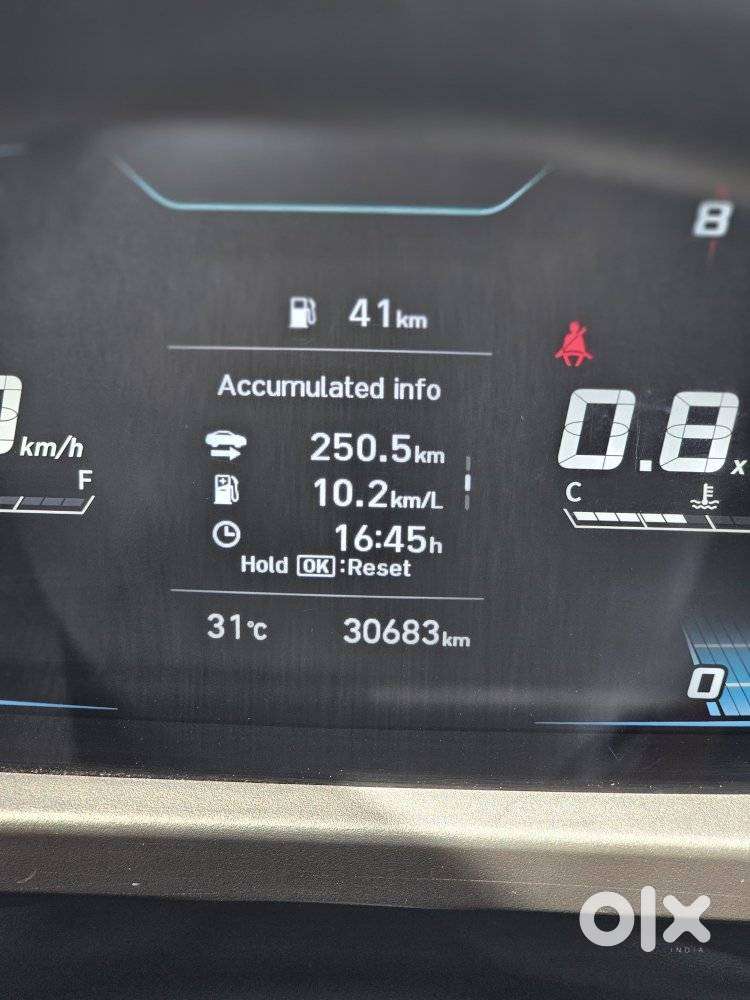 8
41km
Accumulated info
km/h
250.5km
0.8x
F
10.2km/L
C
16:45h
Hold OK :Reset
31°C 30683km
0
olx
INDIA